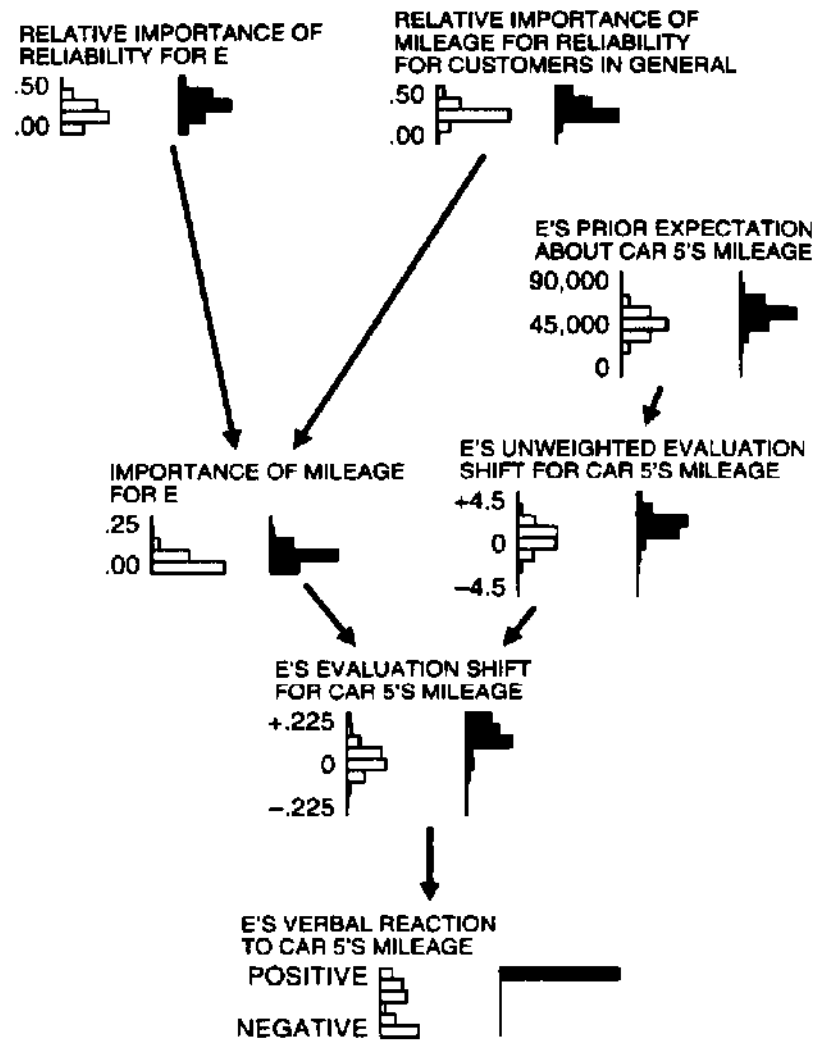 RELATIVE IMPORTANCE OF
RELIABILITY FOR E
.50
.00
RELATIVE IMPORTANCE OF
MILEAGE FOR RELIABILITY
FOR CUSTOMERS IN GENERAL
.50
.00
E'S PRIOR EXPECTATION
ABOUT CAR 5'S MILEAGE
90,000
45,000
0
IMPORTANCE OF MILEAGE
FOR E
.25
.00
E'S UNWEIGHTED EVALUATION
SHIFT FOR CAR 5'S MILEAGE
+4.5
0
−4.5
E'S EVALUATION SHIFT
FOR CAR 5'S MILEAGE
+.225
0
−.225
E'S VERBAL REACTION
TO CAR 5'S MILEAGE
POSITIVE
NEGATIVE